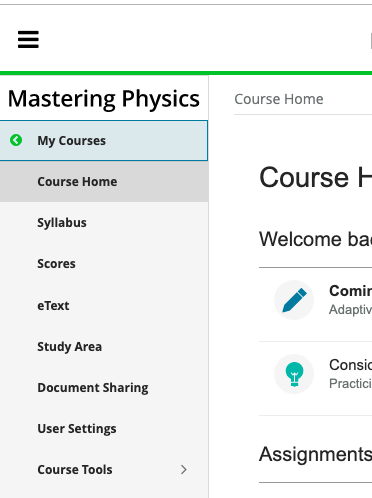 Mastering Physics
My Courses
Course Home
Syllabus
Scores
eText
Study Area
Document Sharing
User Settings
Course Tools
Course Home
Course H
Welcome bac
Comin
Adaptiv
Consid
Practici
Assignments